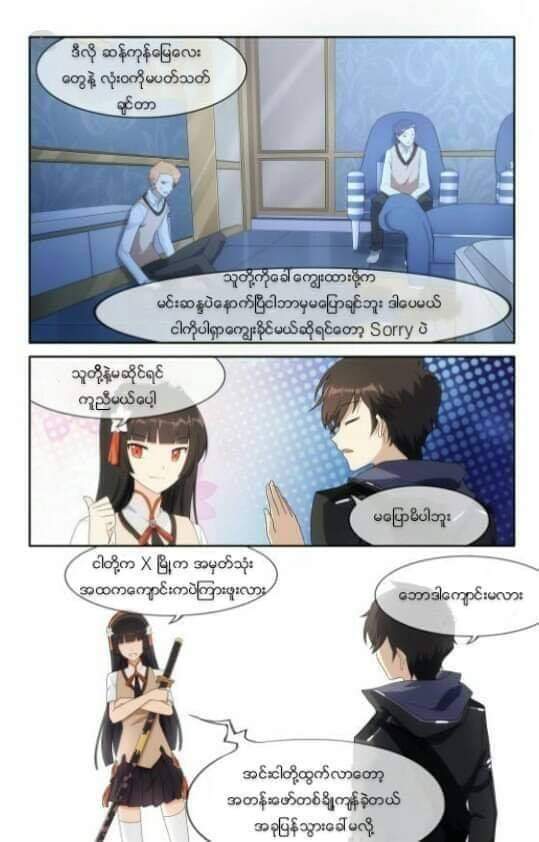 ဒီလို ဆန်ကုန်မြေလေး
တွေနဲ့ လုံးဝကိုမပတ်သတ်
ချင်တာ
သူတို့ကိုခေါ်ကျွေးထားဖို့က
မင်းဆန္ဒပဲနောက်ပြီငါဘာမှမပြောချင်ဘူး ဒါပေမယ်
ငါ့ကိုပါရှာကျွေးခိုင်မယ်ဆိုရင်တော့ Sorry ပဲ
သူတို့နဲ့မဆိုင်ရင်
ကူညီမယ်ပေါ့
မပြောမိပါဘူး
ငါတို့က X မြို့က အမှတ်သုံး
အထကကျောင်းကပဲကြားဖူးလား
ဘော်ဒါကျောင်းမလား
အင်းငါတို့ထွက်လာတော့
အတန်းဖော်တစ်ချို့ကျန်ခဲ့တယ်
အခုပြန်သွားခေါ်မလို့